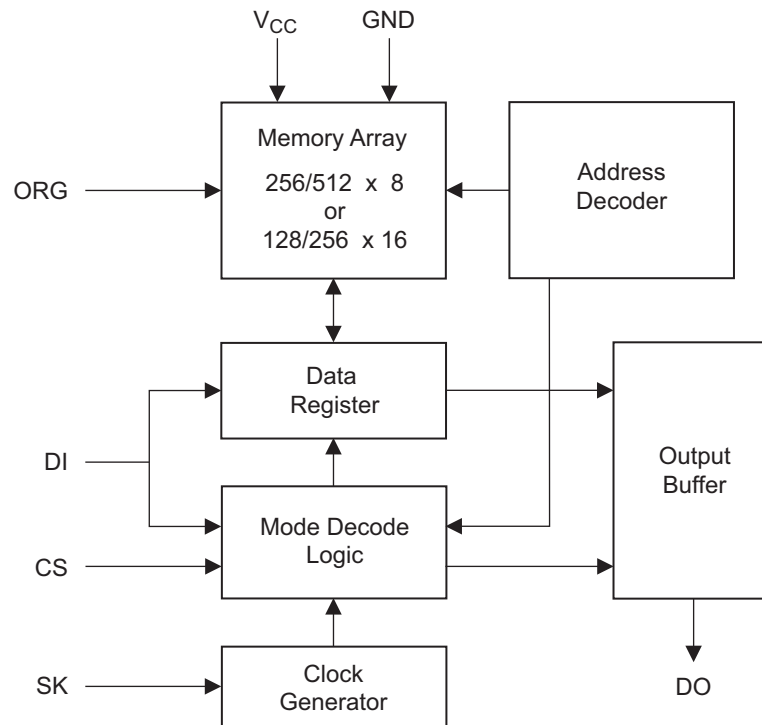 VCC
GND
Memory Array
256/512 x 8
or
128/256 x 16
Address
Decoder
ORG
Data
Register
DI
Output
Buffer
Mode Decode
Logic
CS
Clock
Generator
SK
DO